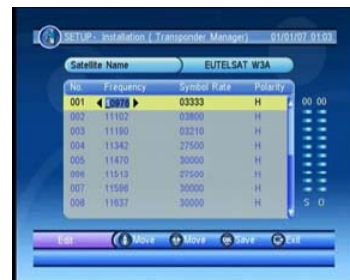 SETUP - Installation ( Transponder Manager) 01/01/07 01:03
Satellite Name EUTELSAT W3A
No. Frequency Symbol Rate Polarity
001 10976 03333 H 00 00
002 11102 03800 H
003 11190 03210 H
004 11342 27500 H
005 11470 30000 H
006 11513 27500 H
007 11596 30000 H
008 11637 30000 H S Q
Edit Move Move Save Exit